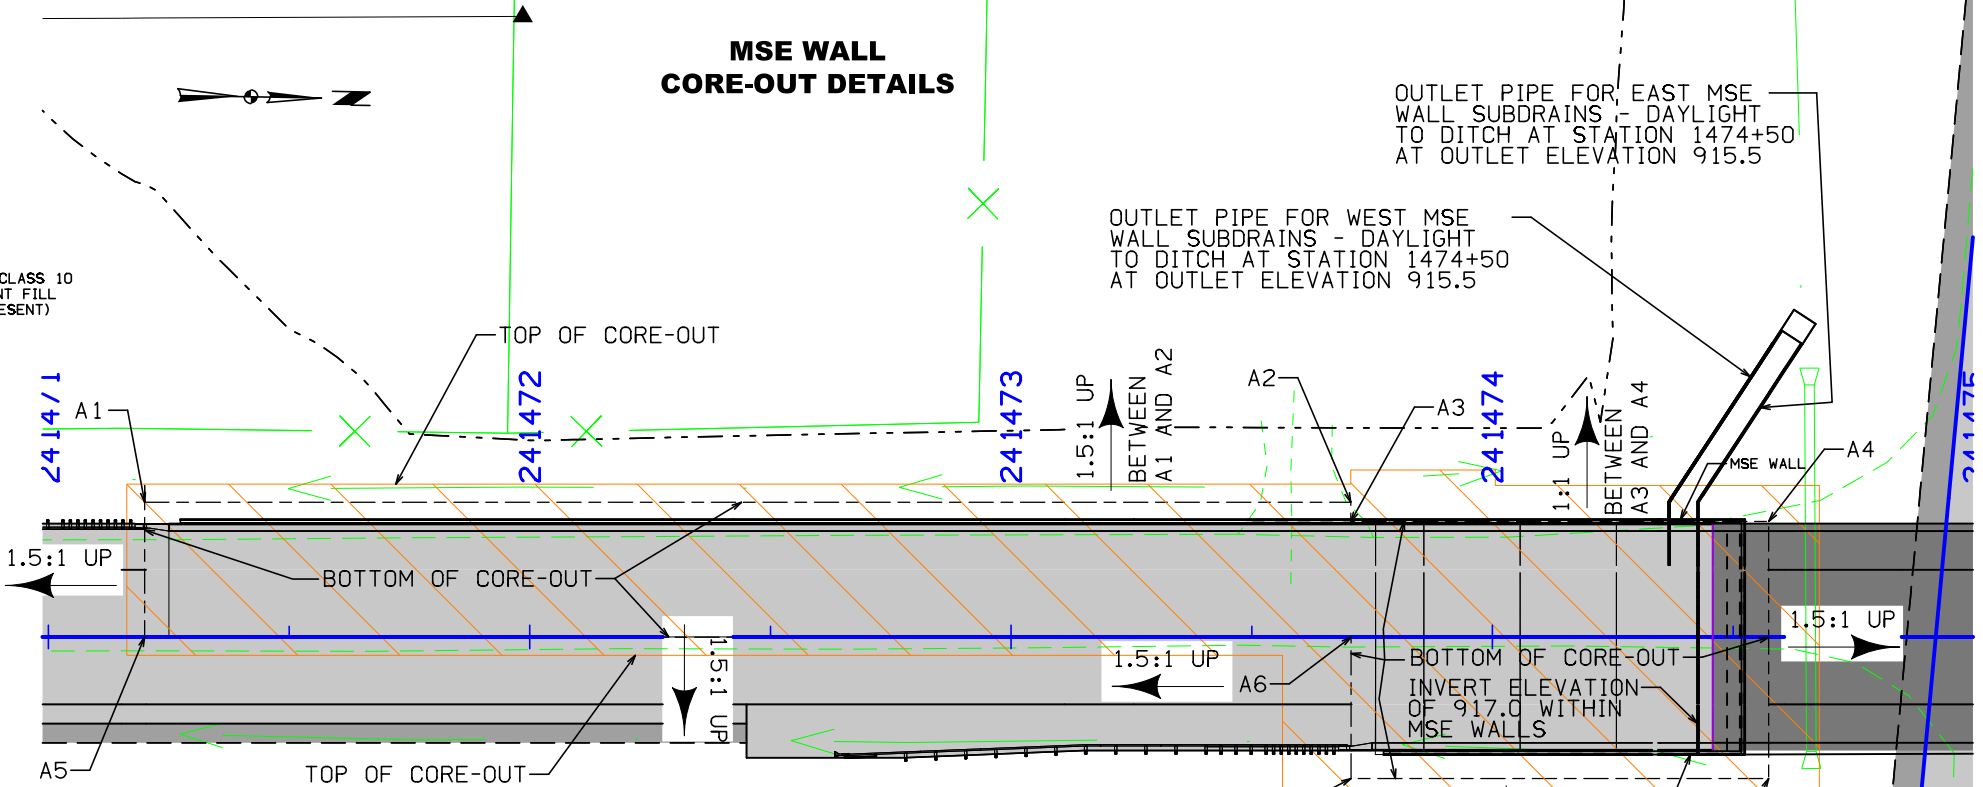 MSE WALL
CORE-OUT DETAILS
N
OUTLET PIPE FOR EAST MSE
WALL SUBDRAINS - DAYLIGHT
TO DITCH AT STATION 1474+50
AT OUTLET ELEVATION 915.5
OUTLET PIPE FOR WEST MSE
WALL SUBDRAINS - DAYLIGHT
TO DITCH AT STATION 1474+50
AT OUTLET ELEVATION 915.5
CLASS 10
FILL
TOP OF CORE-OUT
241471
241472
241473
241474
241475
A1
1.5:1 UP
BETWEEN
A1 AND A2
A2
A3
1:1 UP
BETWEEN
A3 AND A4
MSE WALL
A4
1.5:1 UP
BOTTOM OF CORE-OUT
1.5:1 UP
1.5:1 UP
A6
BOTTOM OF CORE-OUT
INVERT ELEVATION
OF 917.0 WITHIN
MSE WALLS
1.5:1 UP
A5
TOP OF CORE-OUT